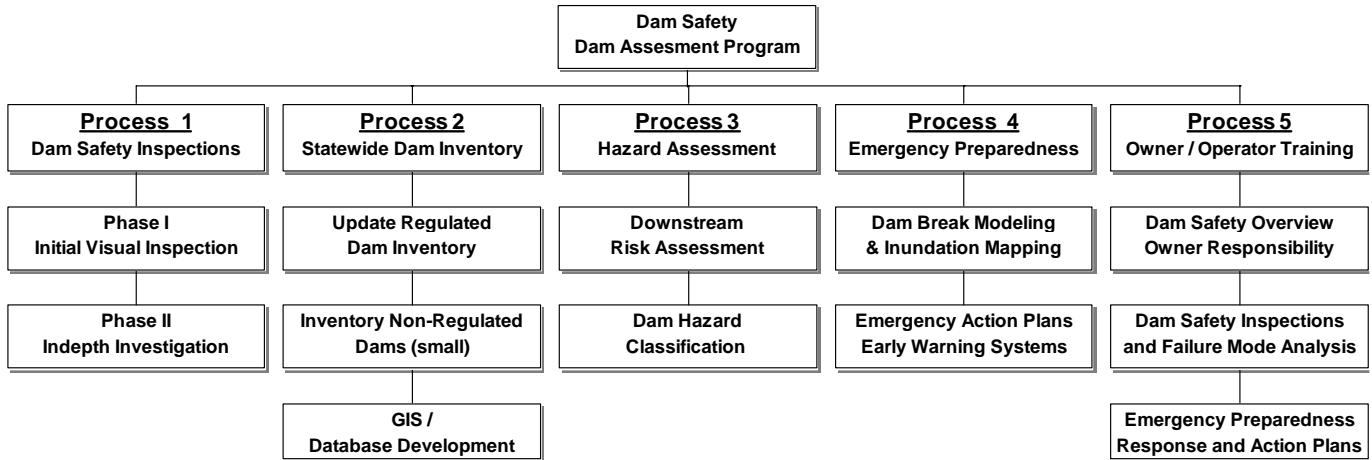 Dam Safety
Dam Assesment Program
Process 1
Dam Safety Inspections
Process 2
Statewide Dam Inventory
Process 3
Hazard Assessment
Process 4
Emergency Preparedness
Process 5
Owner / Operator Training
Phase I
Initial Visual Inspection
Update Regulated
Dam Inventory
Downstream
Risk Assessment
Dam Break Modeling
& Inundation Mapping
Dam Safety Overview
Owner Responsibility
Phase II
Indepth Investigation
Inventory Non-Regulated
Dams (small)
Dam Hazard
Classification
Emergency Action Plans
Early Warning Systems
Dam Safety Inspections
and Failure Mode Analysis
GIS /
Database Development
Emergency Preparedness
Response and Action Plans